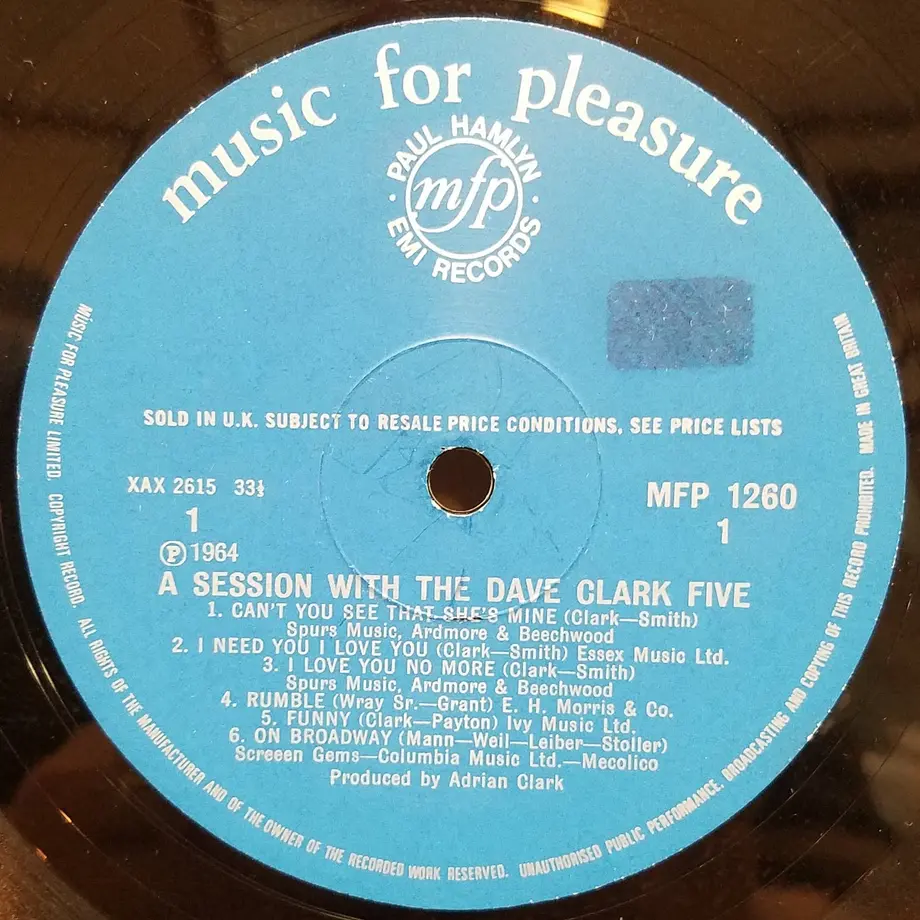 music for pleasure
PAUL HAMLYN
mfp
EMI RECORDS
SOLD IN U.K. SUBJECT TO RESALE PRICE CONDITIONS, SEE PRICE LISTS
XAX 2615 33⅓
MFP 1260
1
1
Ⓟ 1964
A SESSION WITH THE DAVE CLARK FIVE
1. CAN'T YOU SEE THAT SHE'S MINE (Clark—Smith)
Spurs Music, Ardmore & Beechwood
2. I NEED YOU I LOVE YOU (Clark—Smith) Essex Music Ltd.
3. I LOVE YOU NO MORE (Clark—Smith)
Spurs Music, Ardmore & Beechwood
4. RUMBLE (Wray Sr.—Grant) E. H. Morris & Co.
5. FUNNY (Clark—Payton) Ivy Music Ltd.
6. ON BROADWAY (Mann—Weil—Leiber—Stoller)
Screeen Gems—Columbia Music Ltd.—Mecolico
Produced by Adrian Clark
MUSIC FOR PLEASURE LIMITED. COPYRIGHT RECORD. ALL RIGHTS OF THE MANUFACTURER AND OF THE OWNER OF THE RECORDED WORK RESERVED. UNAUTHORISED PUBLIC PERFORMANCE, BROADCASTING AND COPYING OF THIS RECORD PROHIBITED. MADE IN GREAT BRITAIN